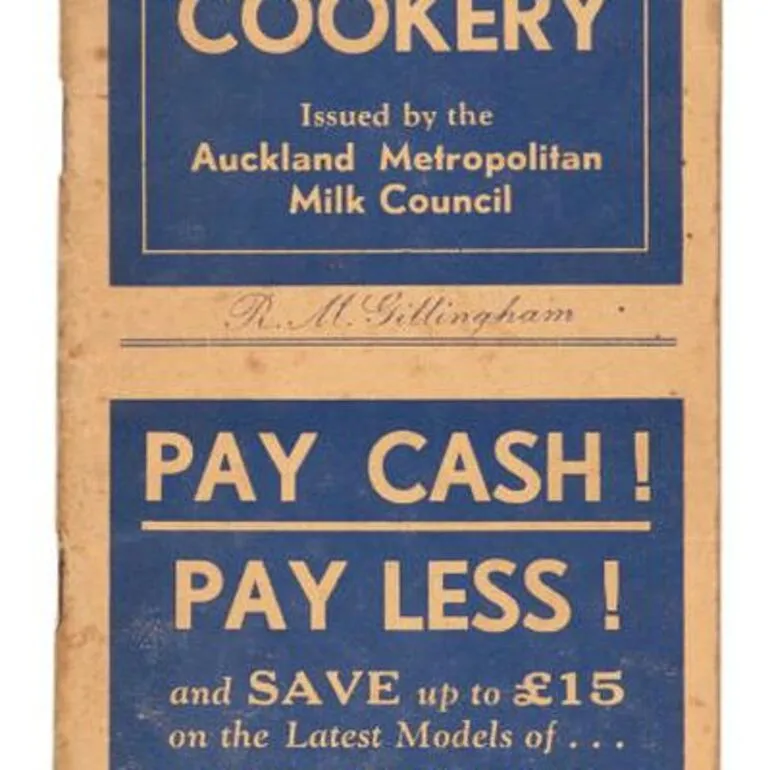 COOKERY
Issued by the
Auckland Metropolitan
Milk Council
R. M. Gillingham
PAY CASH!
PAY LESS!
and SAVE up to £15
on the Latest Models of . . .